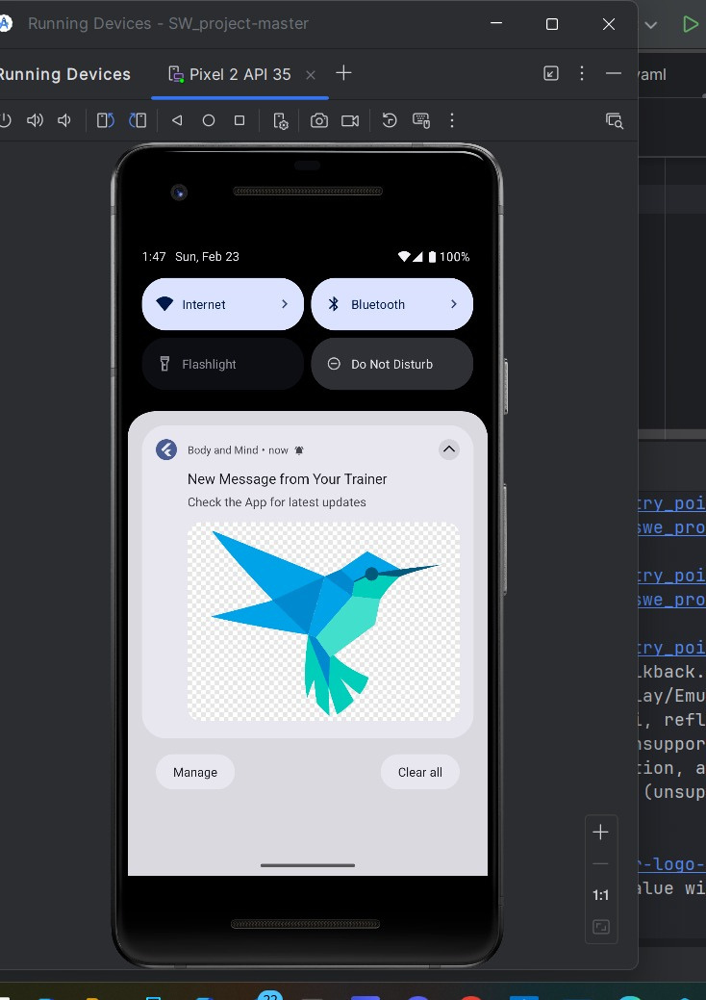 Running Devices - SW_project-master
Running Devices
Pixel 2 API 35
yaml
1:47 Sun, Feb 23
100%
Internet
Bluetooth
Flashlight
Do Not Disturb
Body and Mind • now
New Message from Your Trainer
Check the App for latest updates
Manage
Clear all
1:1
try_poi
swe_pro
try_poi
swe_pro
try_poi
lkback.
lay/Emu
i, refl
nsuppor
tion, a
(unsup
r-logo-
alue wi
22